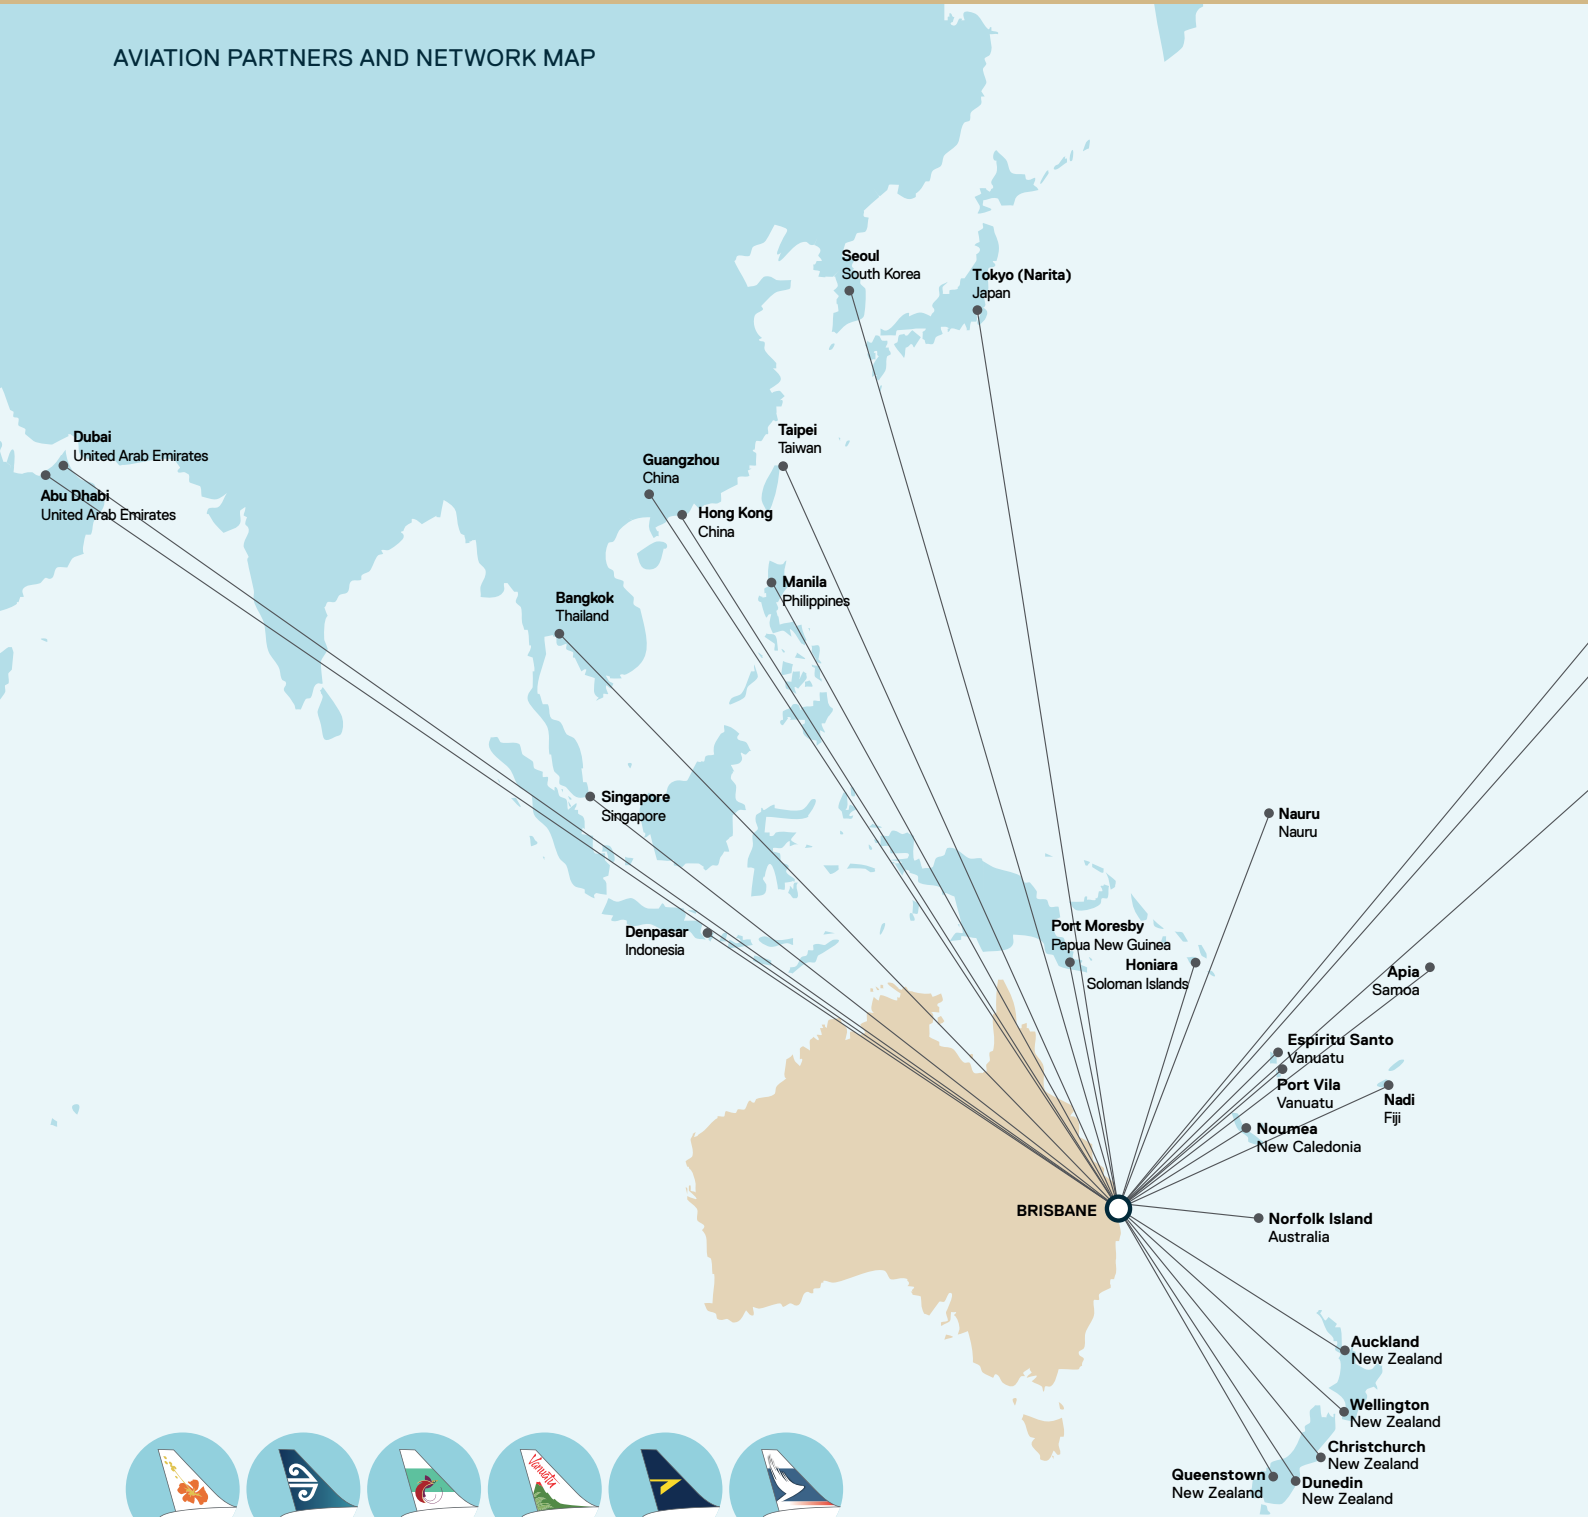 AVIATION PARTNERS AND NETWORK MAP
Seoul
South Korea
Tokyo (Narita)
Japan
Dubai
United Arab Emirates
Abu Dhabi
United Arab Emirates
Taipei
Taiwan
Guangzhou
China
Hong Kong
China
Manila
Philippines
Bangkok
Thailand
Singapore
Singapore
Nauru
Nauru
Denpasar
Indonesia
Port Moresby
Papua New Guinea
Honiara
Soloman Islands
Apia
Samoa
Espiritu Santo
Vanuatu
Port Vila
Vanuatu
Nadi
Fiji
Noumea
New Caledonia
BRISBANE
Norfolk Island
Australia
Auckland
New Zealand
Wellington
New Zealand
Christchurch
New Zealand
Queenstown
New Zealand
Dunedin
New Zealand
Vanuatu